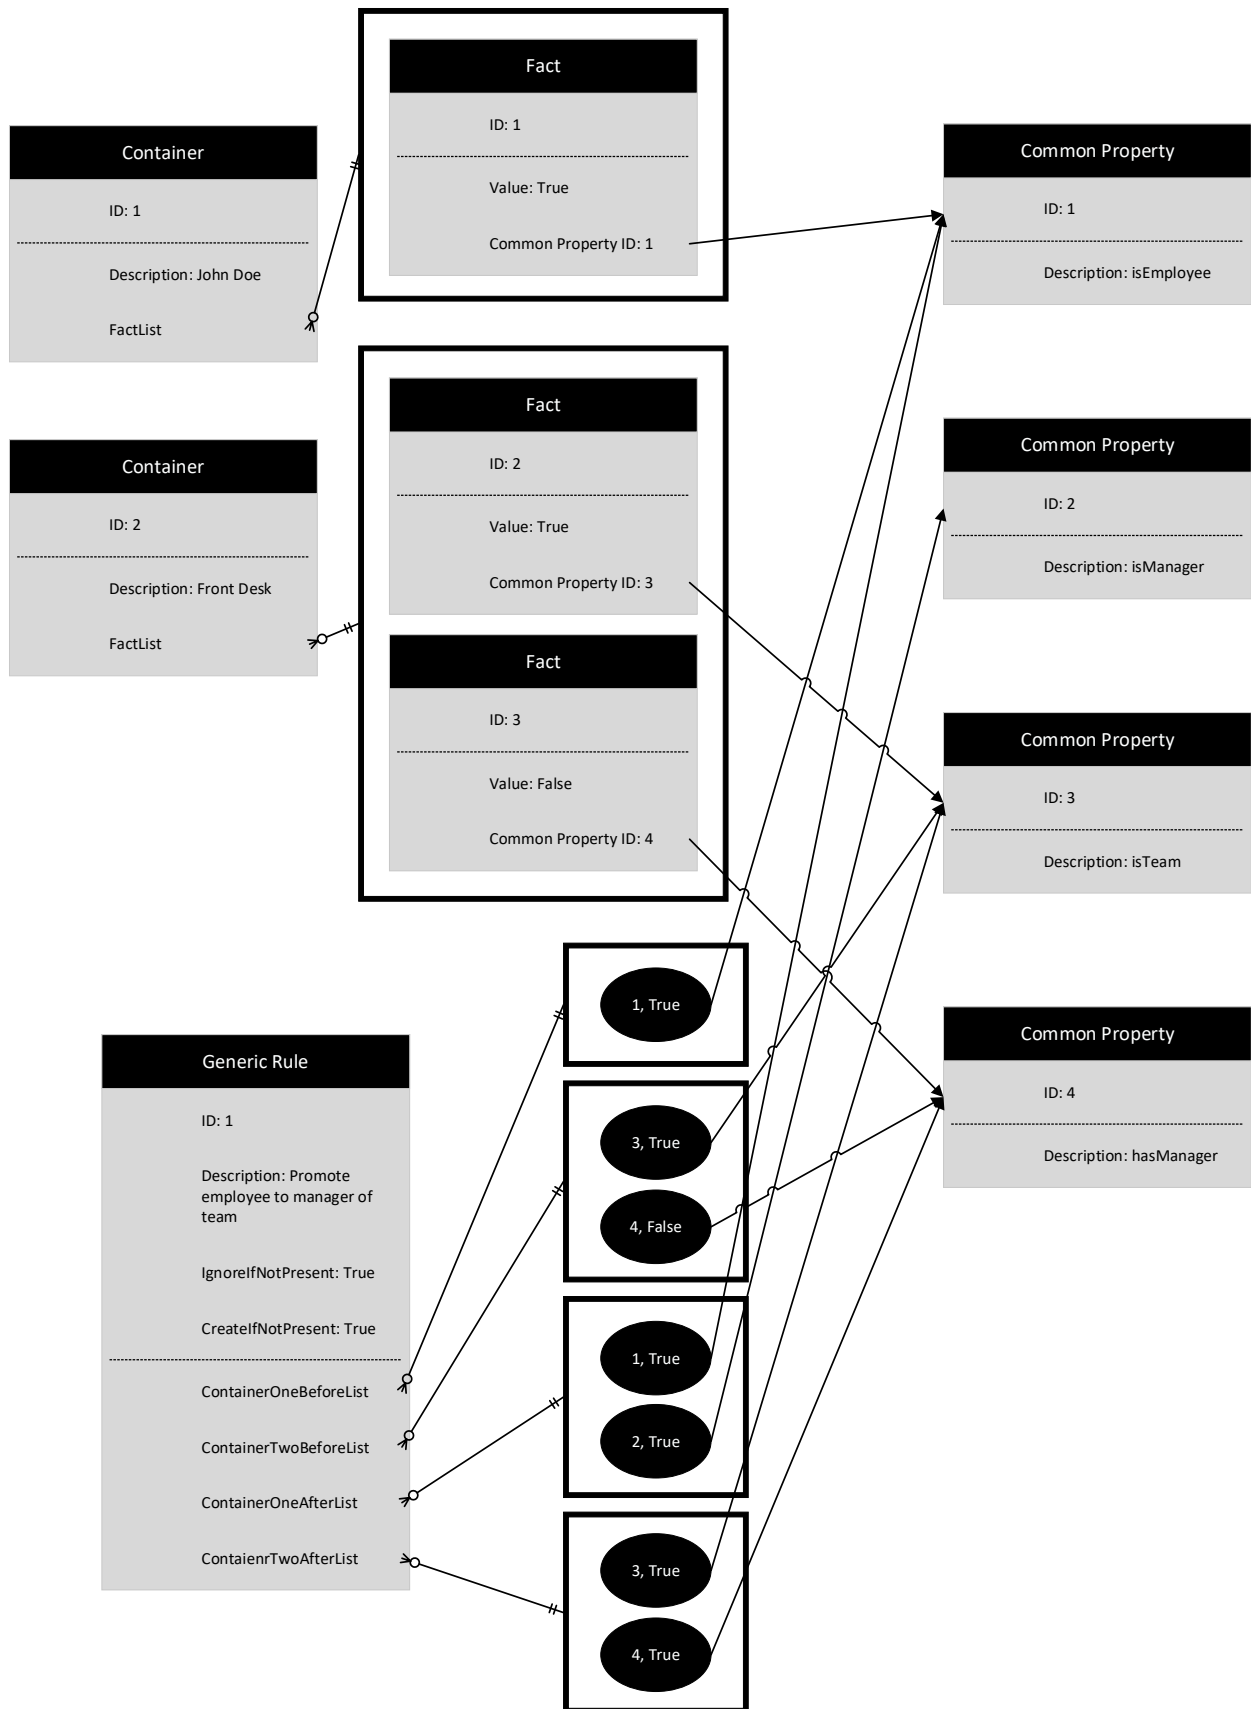 Fact
ID: 1
Value: True
Common Property ID: 1
Container
ID: 1
Description: John Doe
FactList
Common Property
ID: 1
Description: isEmployee
Fact
ID: 2
Value: True
Common Property ID: 3
Container
ID: 2
Description: Front Desk
FactList
Common Property
ID: 2
Description: isManager
Fact
ID: 3
Value: False
Common Property ID: 4
Common Property
ID: 3
Description: isTeam
Common Property
ID: 4
Description: hasManager
Generic Rule
ID: 1
Description: Promote
employee to manager of
team
IgnoreIfNotPresent: True
CreateIfNotPresent: True
ContainerOneBeforeList
ContainerTwoBeforeList
ContainerOneAfterList
ContaienrTwoAfterList
1, True
3, True
4, False
1, True
2, True
3, True
4, True